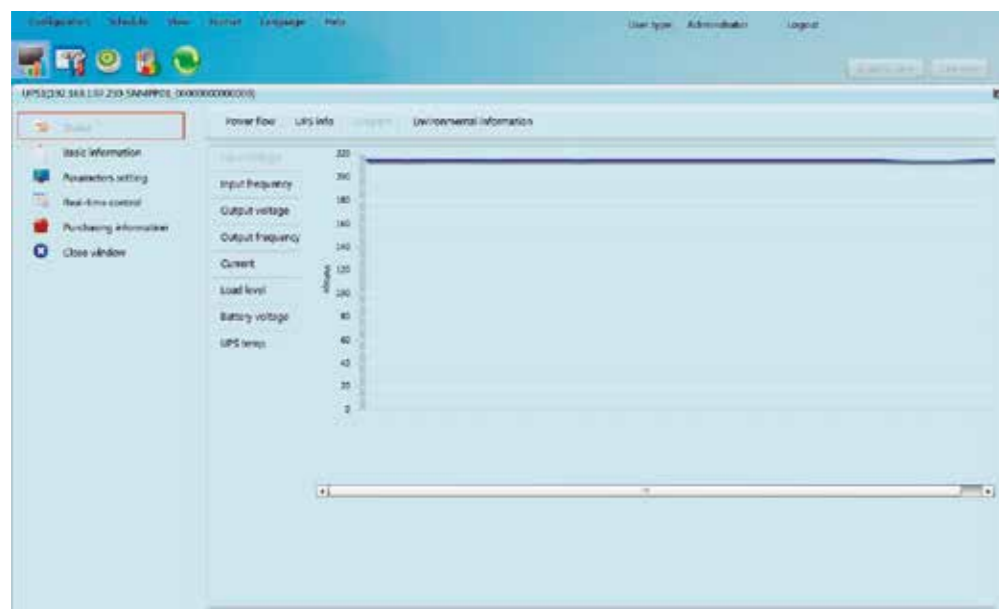 Configuration Schedule View Format Language Help User type: Administrator Logout
Power flow UPS info Environmental information
Basic information
Parameters setting
Real-time control
Purchasing information
Close window
Input frequency
Output voltage
Output frequency
Current
Load level
Battery voltage
UPS temp.
220
200
180
160
140
120
100
80
60
40
20
0